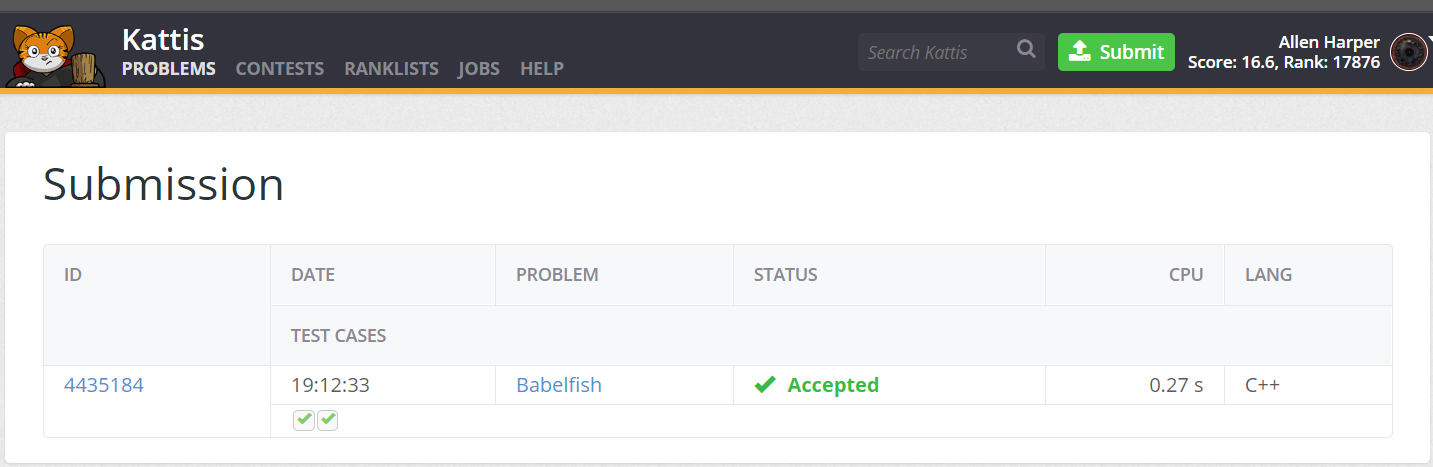 Kattis
PROBLEMS CONTESTS RANKLISTS JOBS HELP
Search Kattis
Submit
Allen Harper
Score: 16.6, Rank: 17876
Submission
ID DATE PROBLEM STATUS CPU LANG
TEST CASES
4435184 19:12:33 Babelfish Accepted 0.27 s C++